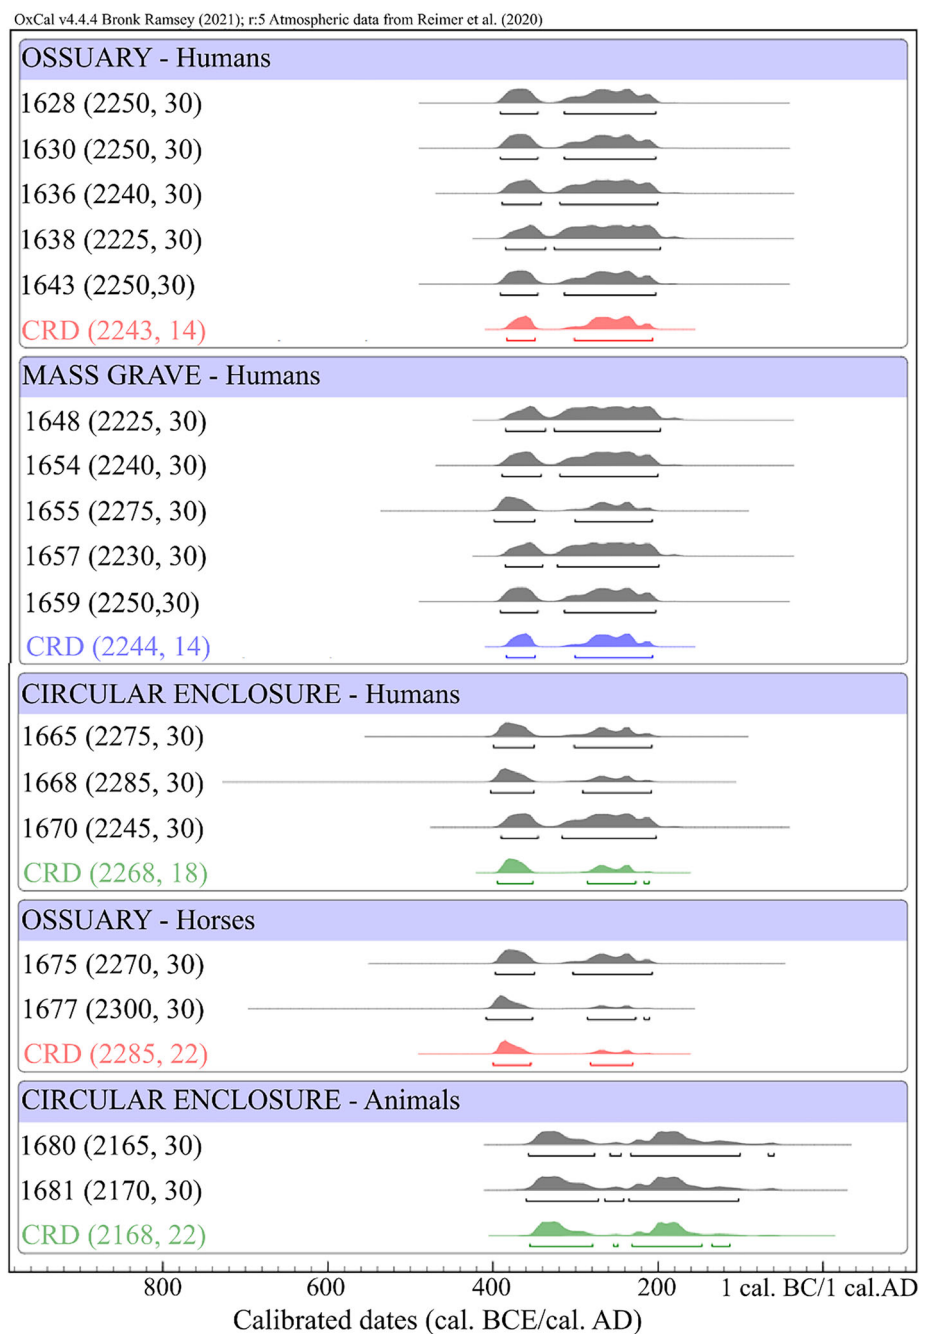 OxCal v4.4.4 Bronk Ramsey (2021); r:5 Atmospheric data from Reimer et al. (2020)
OSSUARY - Humans
1628 (2250, 30)
1630 (2250, 30)
1636 (2240, 30)
1638 (2225, 30)
1643 (2250,30)
CRD (2243, 14)
MASS GRAVE - Humans
1648 (2225, 30)
1654 (2240, 30)
1655 (2275, 30)
1657 (2230, 30)
1659 (2250,30)
CRD (2244, 14)
CIRCULAR ENCLOSURE - Humans
1665 (2275, 30)
1668 (2285, 30)
1670 (2245, 30)
CRD (2268, 18)
OSSUARY - Horses
1675 (2270, 30)
1677 (2300, 30)
CRD (2285, 22)
CIRCULAR ENCLOSURE - Animals
1680 (2165, 30)
1681 (2170, 30)
CRD (2168, 22)
800 600 400 200 1 cal. BC/1 cal.AD
Calibrated dates (cal. BCE/cal. AD)